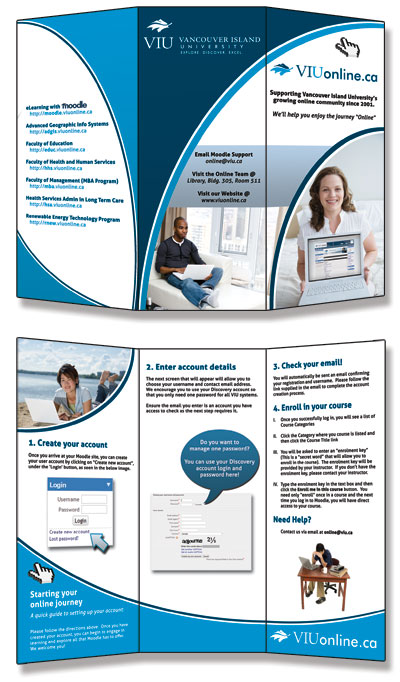 eLearning with moodle
http://moodle.viuonline.ca
Advanced Geographic Info Systems
http://adgis.viuonline.ca
Faculty of Education
http://educ.viuonline.ca
Faculty of Health and Human Services
http://hhs.viuonline.ca
Faculty of Management (MBA Program)
http://mba.viuonline.ca
Health Services Admin in Long Term Care
http://hsa.viuonline.ca
Renewable Energy Technology Program
http://rnew.viuonline.ca
VIU VANCOUVER ISLAND
UNIVERSITY
EXPLORE. DISCOVER. EXCEL.
Email Moodle Support
online@viu.ca
Visit the Online Team @
Library, Bldg. 305, Room 511
Visit our Website @
www.viuonline.ca
VIUonline.ca
Supporting Vancouver Island University's
growing online community since 2001.
We'll help you enjoy the journey "Online"
1. Create your account
Once you arrive at your Moodle site, you can create
your user account by clicking on "Create new account",
under the 'Login' button, as seen in the below image.
Login
Username
Password
Login
Create new account
Lost password?
Starting your
online journey
A quick guide to setting up your account
Please follow the directions above. Once you have
created your account, you can begin to engage in
learning and explore all that Moodle has to offer.
We welcome you!
2. Enter account details
The next screen that will appear will allow you to
choose your username and contact email address.
We encourage you to use your Discovery account so
that you only need one password for all VIU systems.
Ensure the email you enter is an account you have
access to check as the next step requires it.
Do you want to
manage one password?
You can use your Discovery
account login and
password here!
3. Check your email!
You will automatically be sent an email confirming
your registration and username. Please follow the
link supplied in the email to complete the account
creation process.
4. Enroll in your course
I. Once you successfully log in, you will see a list of
Course Categories
II. Click the Category where your course is listed and
then click the Course Title link
III. You will be asked to enter an "enrolment key"
(This is a "secret word" that will allow you to
enroll in the course). The enrolment key will be
provided by your Instructor. If you don't have the
enrolment key, please contact your Instructor.
IV. Type the enrolment key in the text box and then
click the Enroll me in this course button. You
need only "enroll" once in a course and the next
time you log in to Moodle, you will have direct
access to your course.
Need Help?
Contact us via email at online@viu.ca
VIUonline.ca